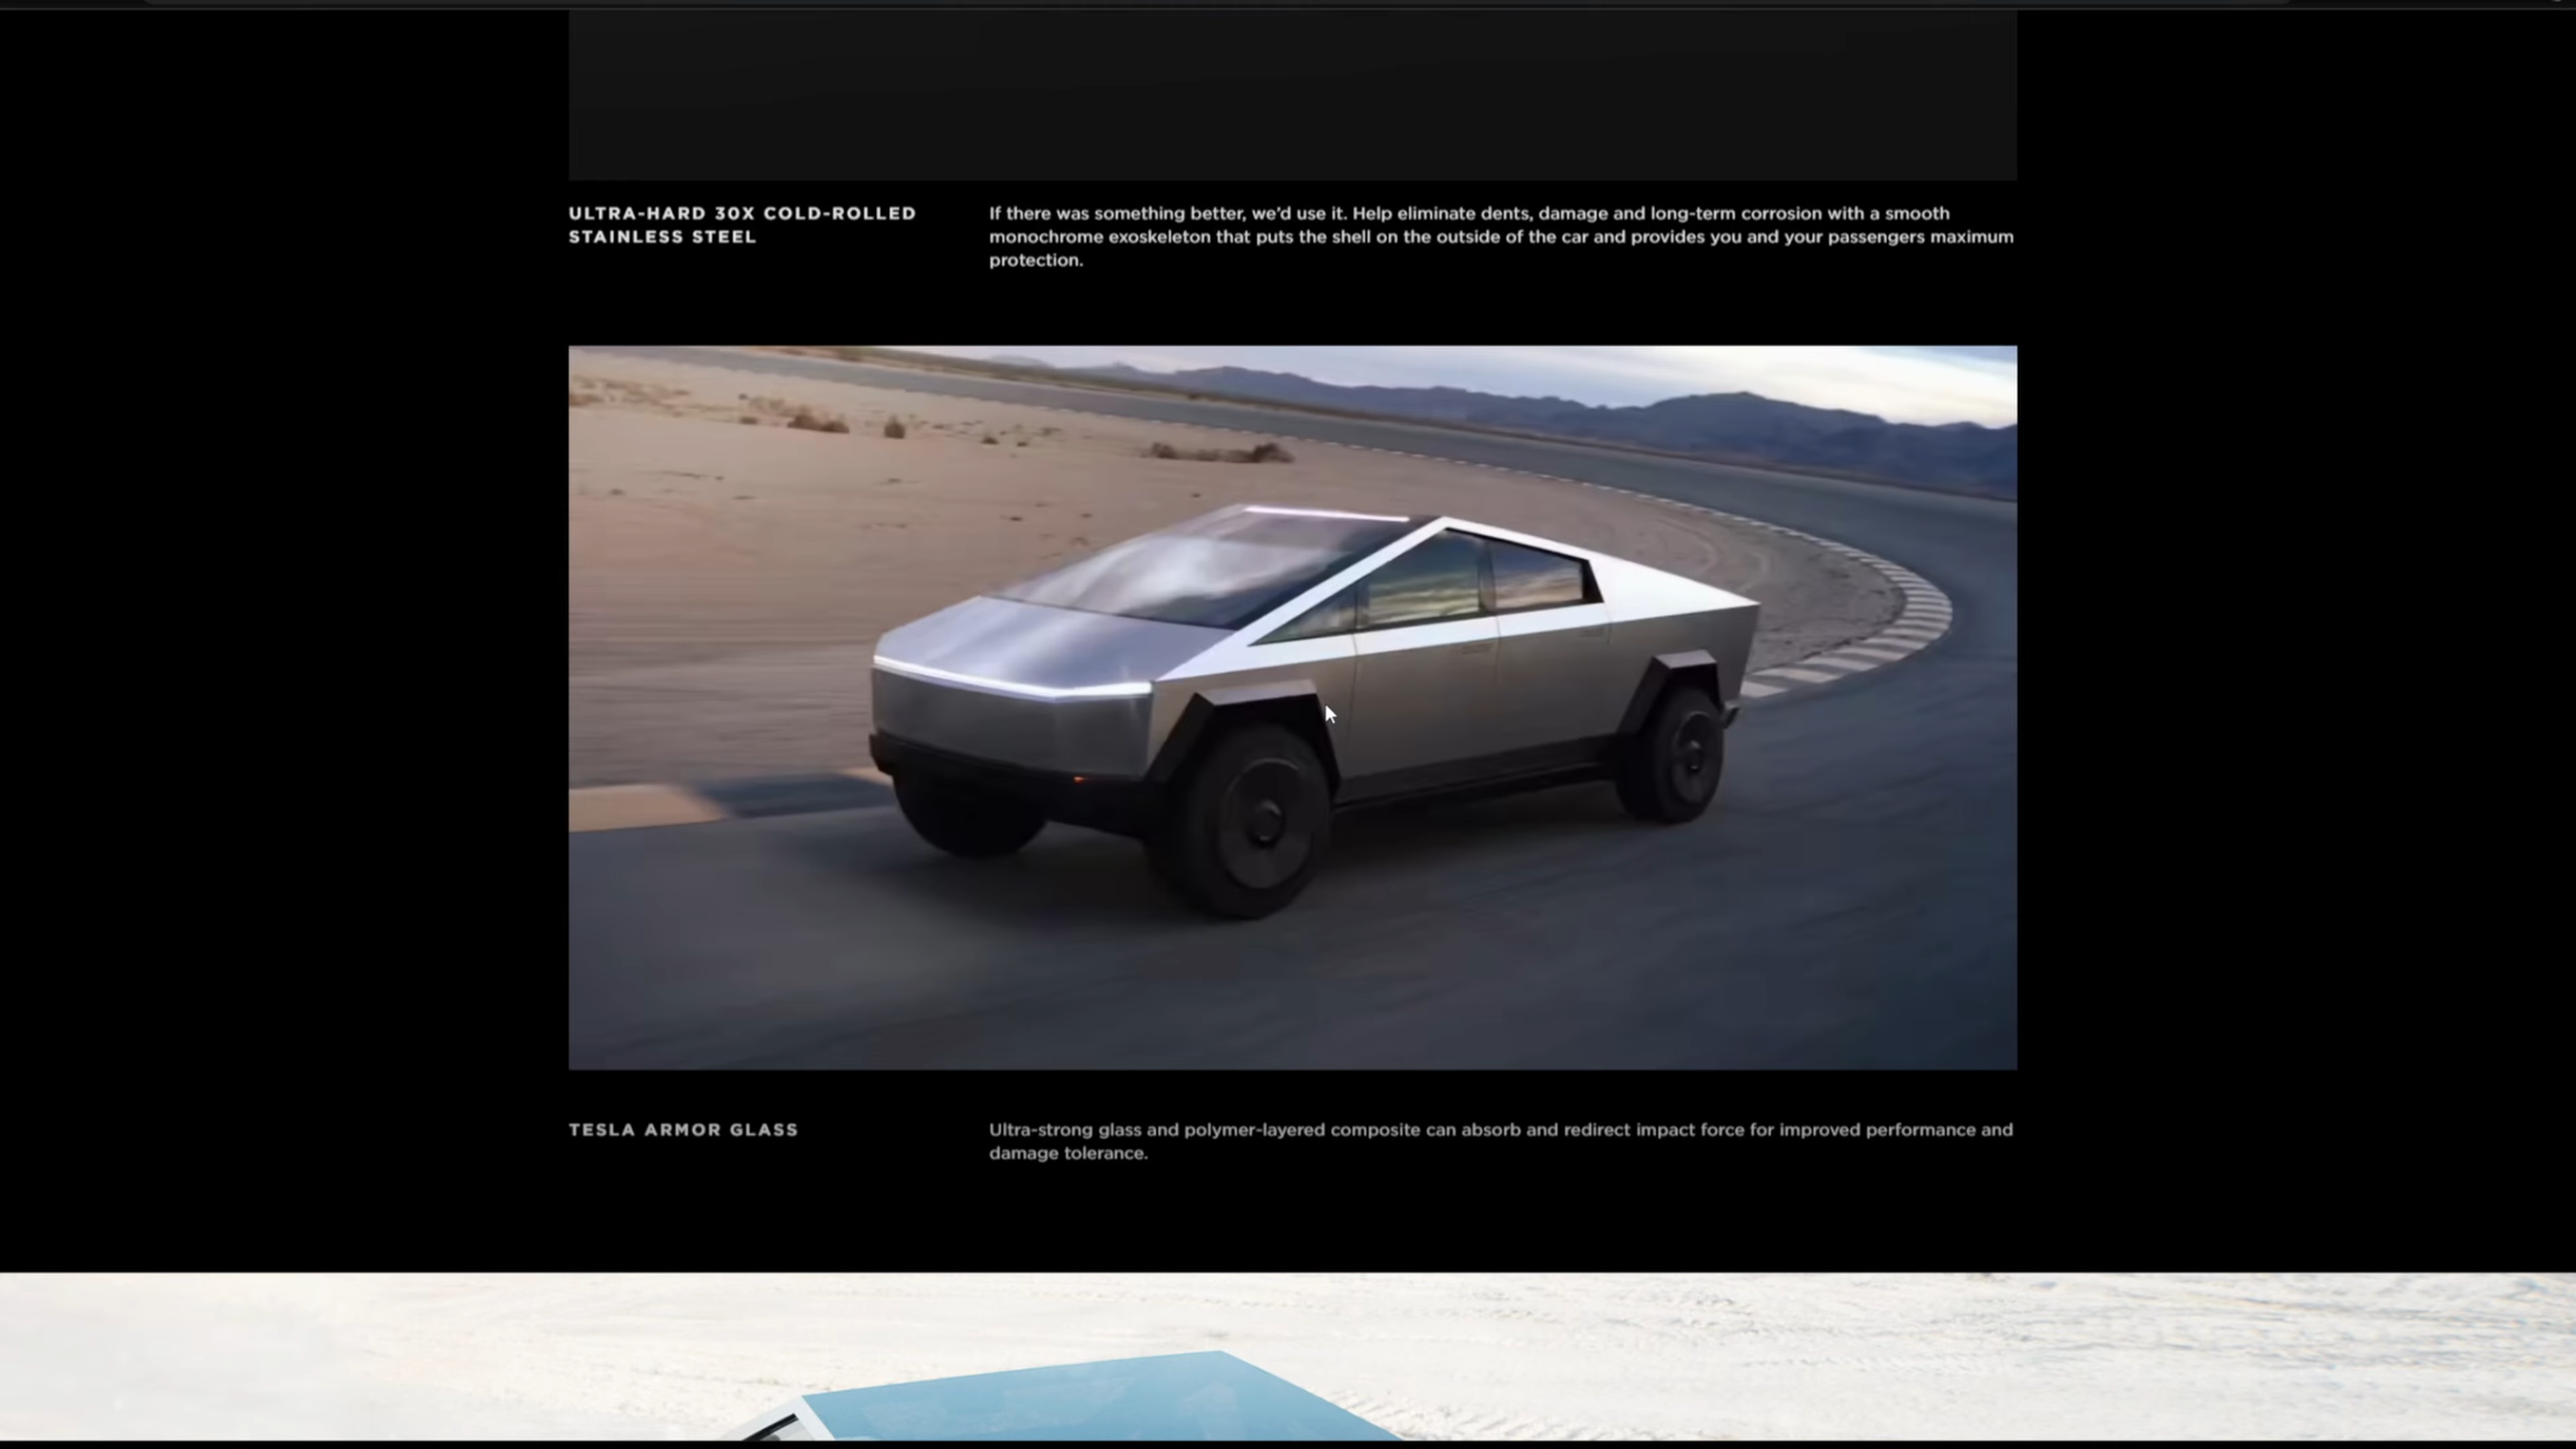 ULTRA-HARD 30X COLD-ROLLED
STAINLESS STEEL
If there was something better, we'd use it. Help eliminate dents, damage and long-term corrosion with a smooth
monochrome exoskeleton that puts the shell on the outside of the car and provides you and your passengers maximum
protection.
TESLA ARMOR GLASS
Ultra-strong glass and polymer-layered composite can absorb and redirect impact force for improved performance and
damage tolerance.